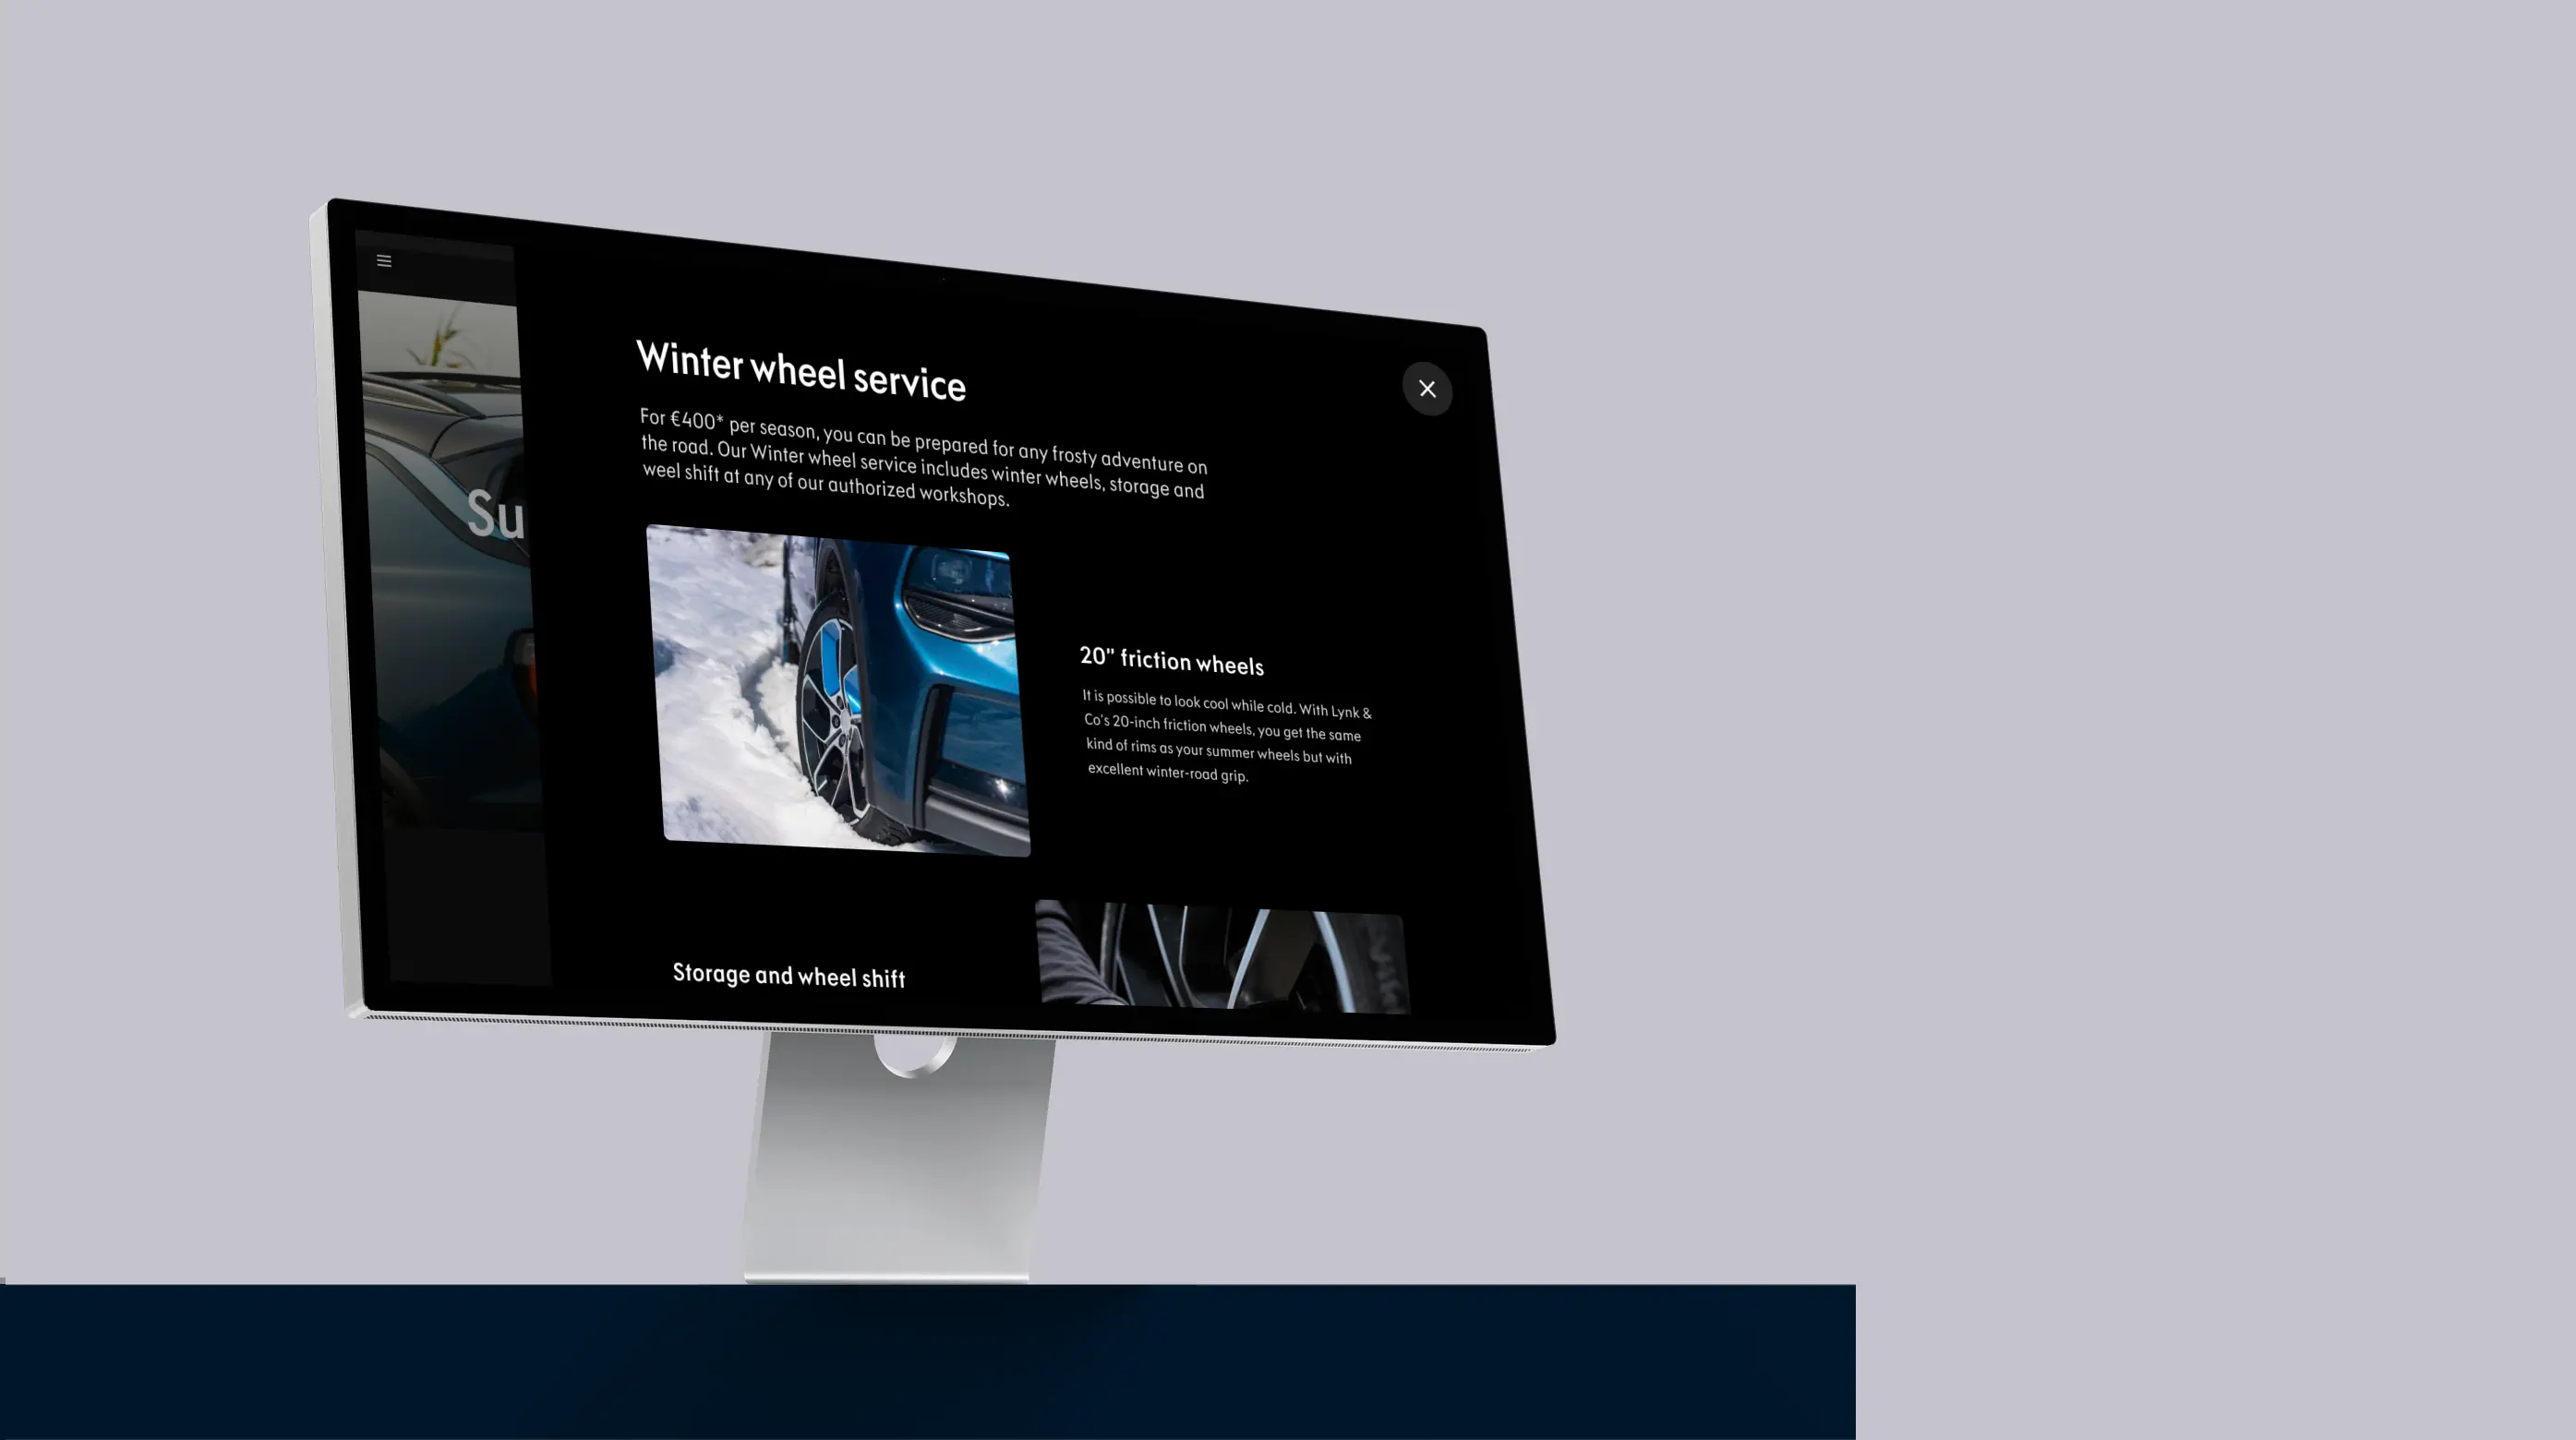 Su
Winter wheel service
For €400* per season, you can be prepared for any frosty adventure on
the road. Our Winter wheel service includes winter wheels, storage and
weel shift at any of our authorized workshops.
20" friction wheels
It is possible to look cool while cold. With Lynk &
Co's 20-inch friction wheels, you get the same
kind of rims as your summer wheels but with
excellent winter-road grip.
Storage and wheel shift